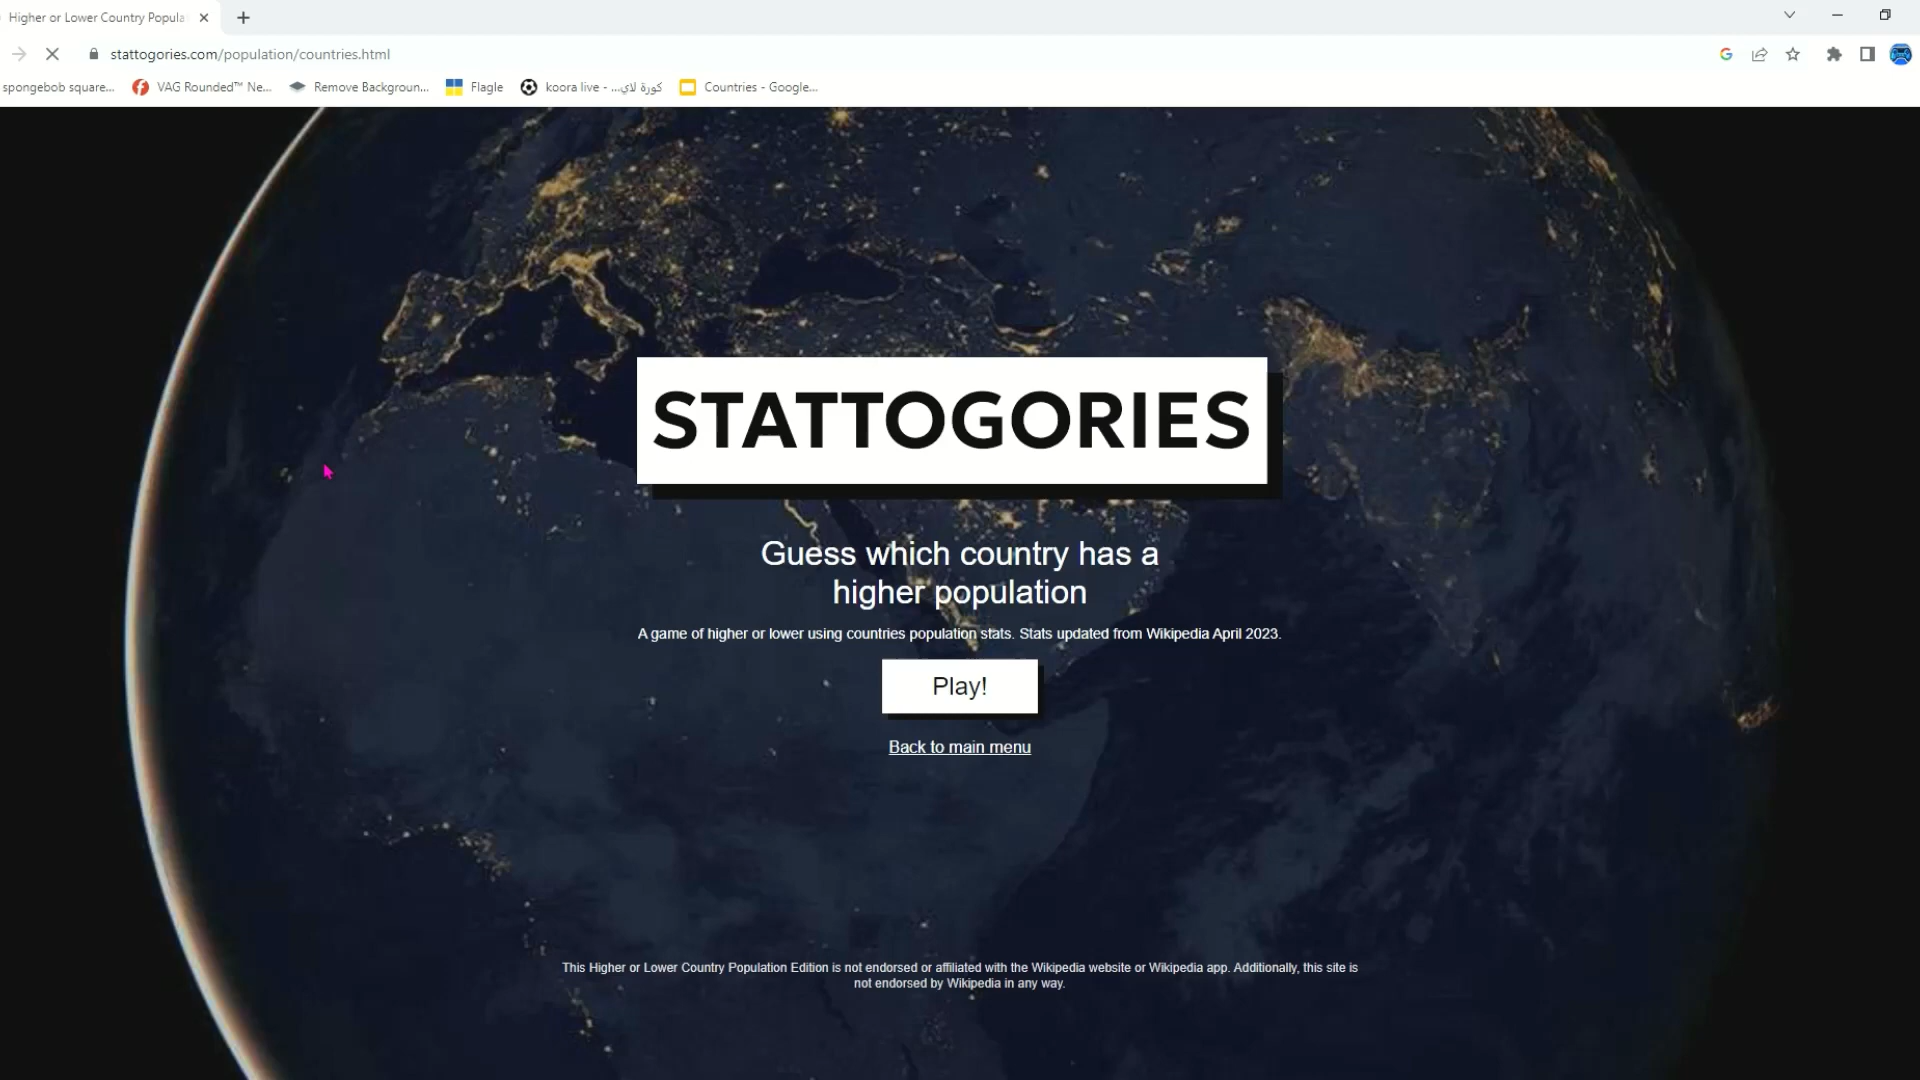 Higher or Lower Country Popula
stattogories.com/population/countries.html
spongebob square... VAG Rounded™ Ne... Remove Backgroun... Flagle koora live - ...كورة لاي Countries - Google...
STATTOGORIES
Guess which country has a
higher population
A game of higher or lower using countries population stats. Stats updated from Wikipedia April 2023.
Play!
Back to main menu
This Higher or Lower Country Population Edition is not endorsed or affiliated with the Wikipedia website or Wikipedia app. Additionally, this site is
not endorsed by Wikipedia in any way.